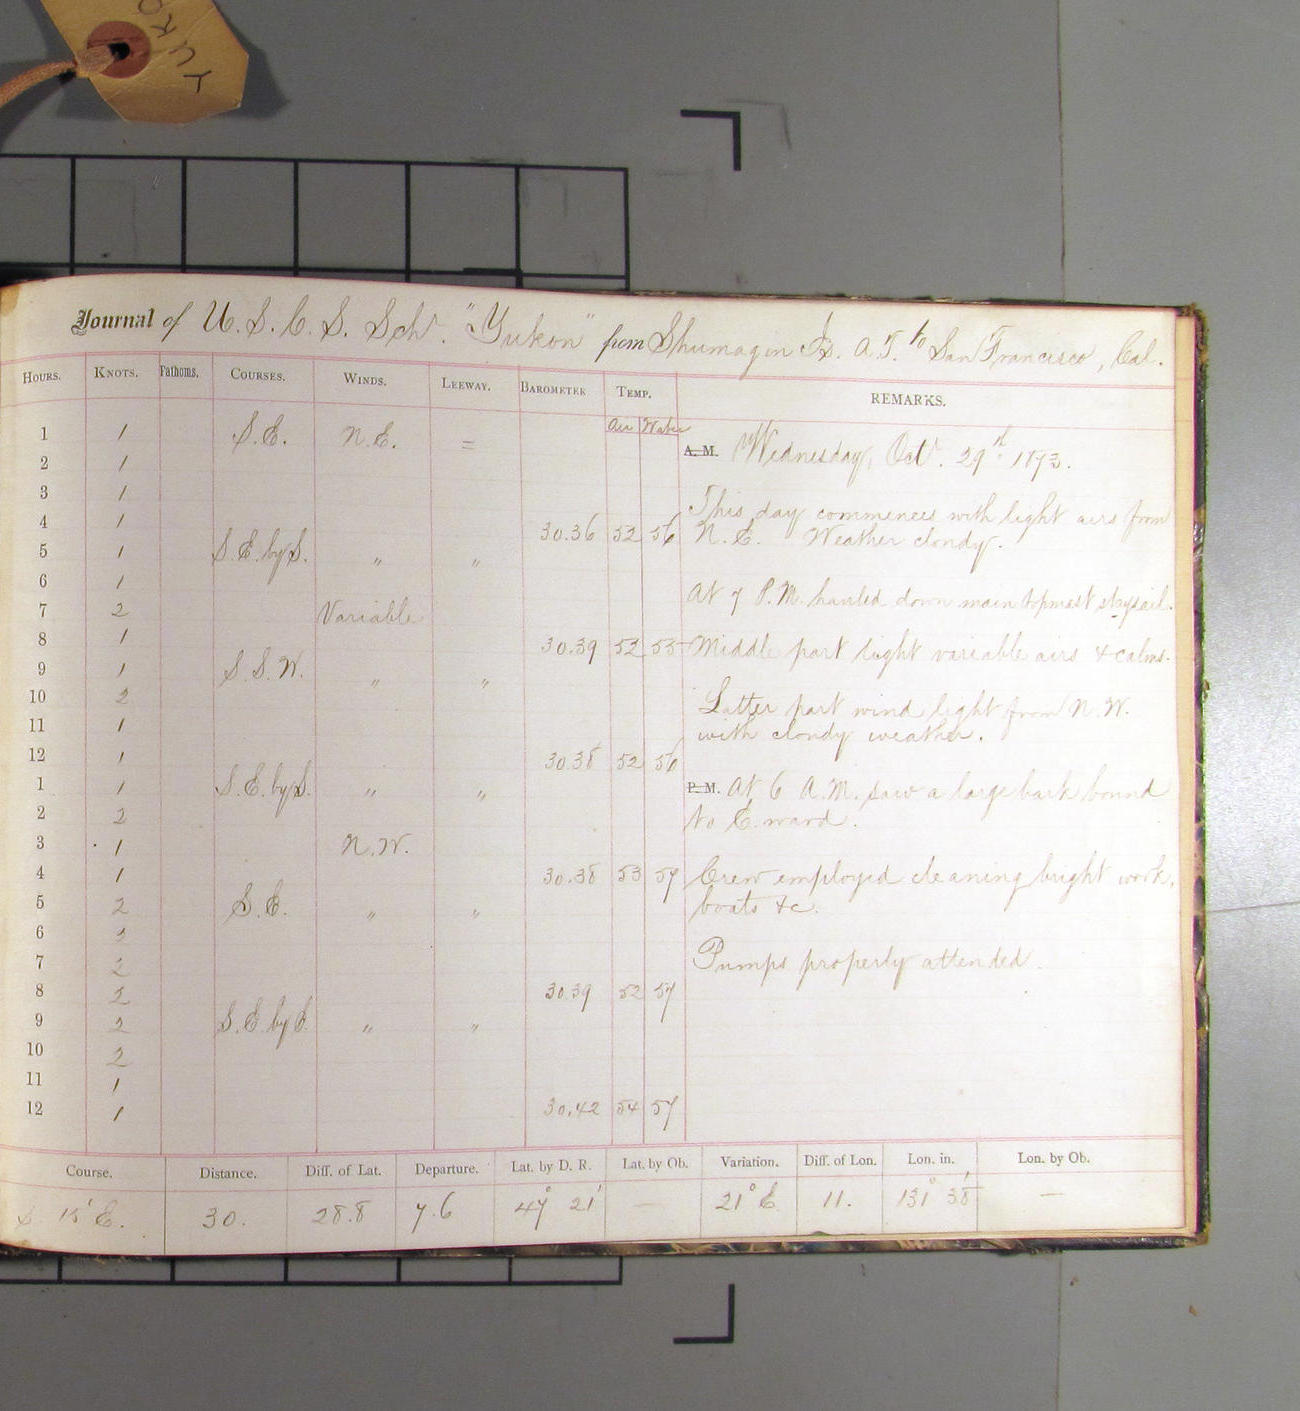 YUKO
Journal of U. S. C. S. Schr. "Yukon" from Shumagin Is. A. T. to San Francisco, Cal.
HOURS. KNOTS. Fathoms. COURSES. WINDS. LEEWAY. BAROMETER TEMP. REMARKS.
Air Water
1 1 S.E. N.E. = A.M. Wednesday, Oct. 29d 1873.
2 1
3 1 This day commences with light airs from
4 1 30.36 52 56 N.E. Weather cloudy.
5 1 S.E. by S. " "
6 1 At 7 P.M. hauled down main topmast staysail.
7 2 Variable
8 1 30.39 52 55 Middle part light variable airs & calms.
9 1 S.S.W. " "
10 2 Latter part wind light from N.W.
11 1 with cloudy weather.
12 1 30.38 52 56
1 1 S.E. by S. " " P.M. At 6 A.M. saw a large bark bound
2 2 to E.ward.
3 1 N.W.
4 1 30.38 53 57 Crew employed cleaning bright work,
5 2 S.E. " " boats &c.
6 2
7 2 Pumps properly attended.
8 2 30.39 52 57
9 2 S.E. by E. " "
10 2
11 1
12 1 30.42 54 57
Course. Distance. Diff. of Lat. Departure. Lat. by D. R. Lat. by Ob. Variation. Diff. of Lon. Lon. in. Lon. by Ob.
S. 15° E. 30. 28.8 7.6 47° 21' — 21° E 11. 131° 38' —